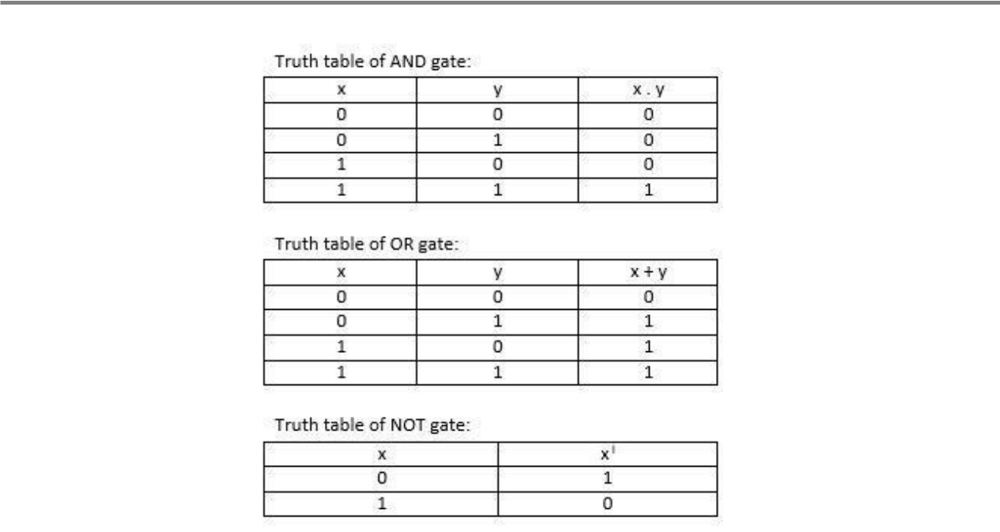 Truth table of AND gate:
x y x . y
0 0 0
0 1 0
1 0 0
1 1 1
Truth table of OR gate:
x y x + y
0 0 0
0 1 1
1 0 1
1 1 1
Truth table of NOT gate:
x x|
0 1
1 0